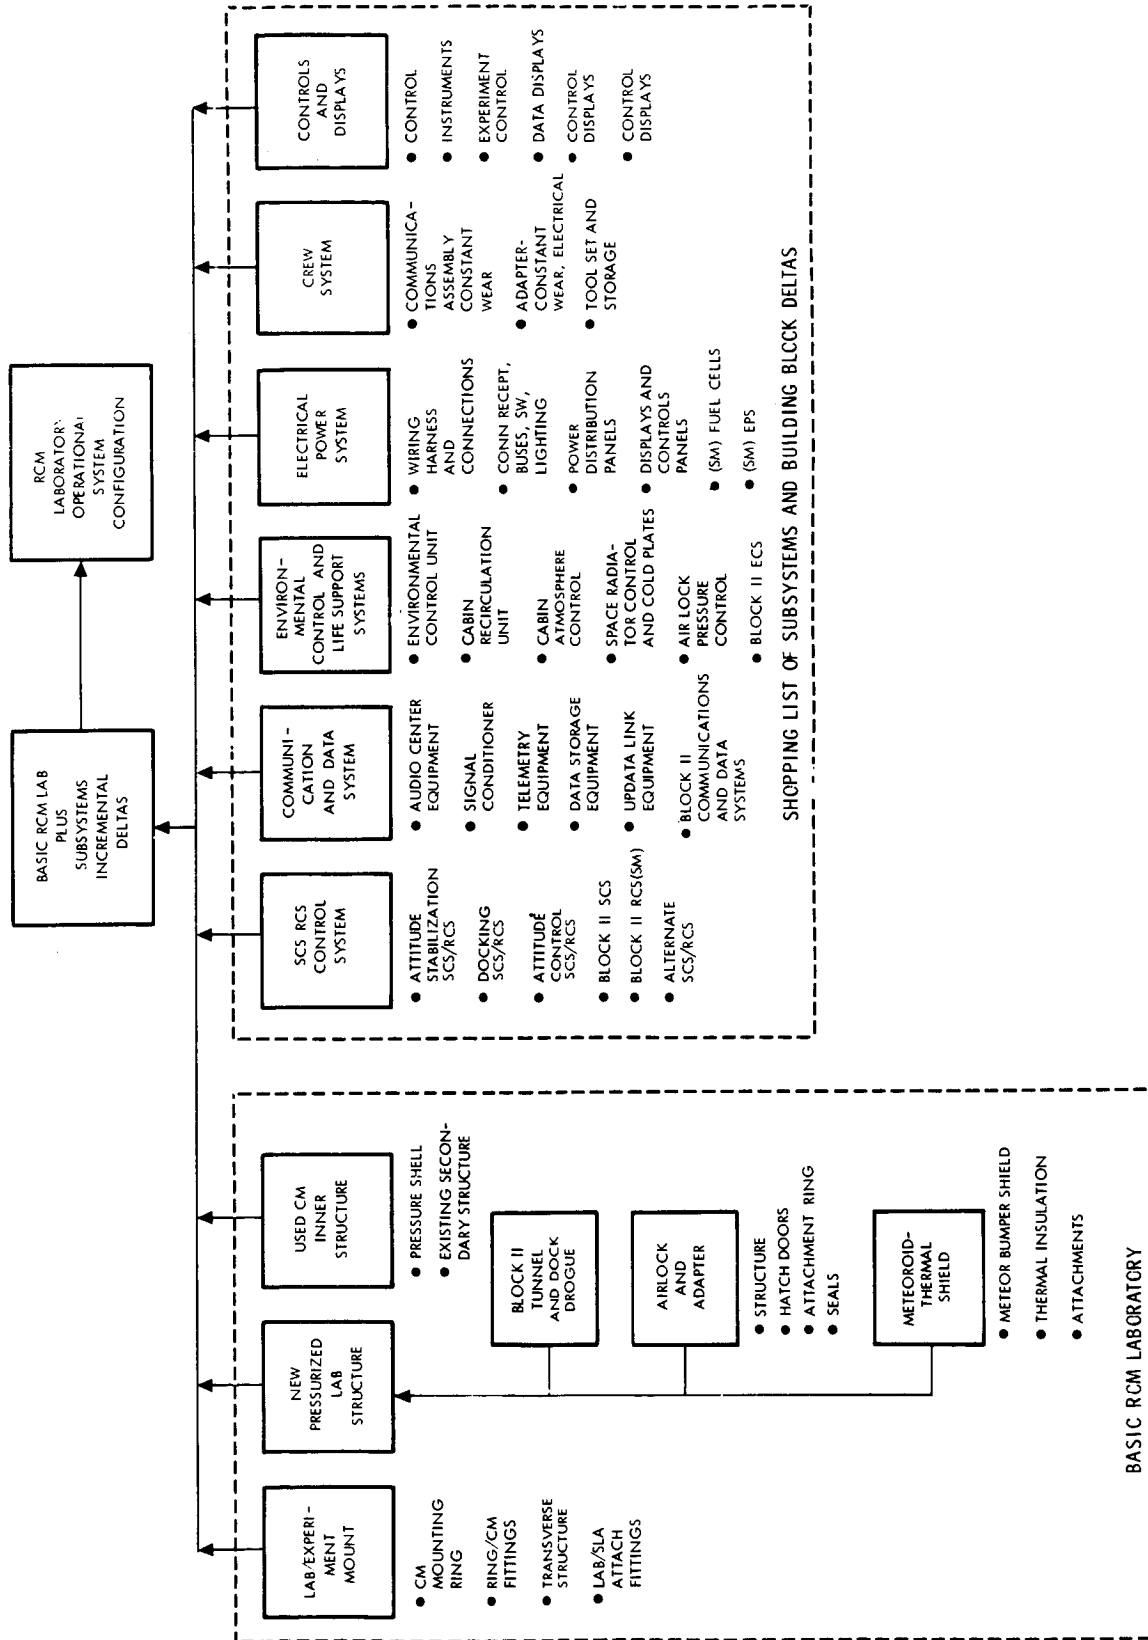 BASIC RCM LAB
PLUS
SUBSYSTEMS
INCREMENTAL
DELTAS
RCM
LABORATORY
OPERATIONAL
SYSTEM
CONFIGURATION
LAB/EXPERI-
MENT
MOUNT
● CM
MOUNTING
RING
● RING/CM
FITTINGS
● TRANSVERSE
STRUCTURE
● LAB/SLA
ATTACH
FITTINGS
NEW
PRESSURIZED
LAB
STRUCTURE
USED CM
INNER
STRUCTURE
● PRESSURE SHELL
● EXISTING SECON-
DARY STRUCTURE
BLOCK II
TUNNEL
AND DOCK
DROGUE
AIRLOCK
AND
ADAPTER
● STRUCTURE
● HATCH DOORS
● ATTACHMENT RING
● SEALS
METEOROID-
THERMAL
SHIELD
● METEOR BUMPER SHIELD
● THERMAL INSULATION
● ATTACHMENTS
BASIC RCM LABORATORY
SCS RCS
CONTROL
SYSTEM
● ATTITUDE
STABILIZATION
SCS/RCS
● DOCKING
SCS/RCS
● ATTITUDE
CONTROL
SCS/RCS
● BLOCK II SCS
● BLOCK II RCS(SM)
● ALTERNATE
SCS/RCS
COMMUNI-
CATION
AND DATA
SYSTEM
● AUDIO CENTER
EQUIPMENT
● SIGNAL
CONDITIONER
● TELEMETRY
EQUIPMENT
● DATA STORAGE
EQUIPMENT
● UPDATA LINK
EQUIPMENT
● BLOCK II
COMMUNICATIONS
AND DATA
SYSTEMS
ENVIRON-
MENTAL
CONTROL AND
LIFE SUPPORT
SYSTEMS
● ENVIRONMENTAL
CONTROL UNIT
● CABIN
RECIRCULATION
UNIT
● CABIN
ATMOSPHERE
CONTROL
● SPACE RADIA-
TOR CONTROL
AND COLD PLATES
● AIR LOCK
PRESSURE
CONTROL
● BLOCK II ECS
ELECTRICAL
POWER
SYSTEM
● WIRING
HARNESS
AND
CONNECTIONS
● CONN RECEPT,
BUSES, SW,
LIGHTING
● POWER
DISTRIBUTION
PANELS
● DISPLAYS AND
CONTROLS
PANELS
● (SM) FUEL CELLS
● (SM) EPS
CREW
SYSTEM
● COMMUNICA-
TIONS
ASSEMBLY
CONSTANT
WEAR
● ADAPTER-
CONSTANT
WEAR, ELECTRICAL
● TOOL SET AND
STORAGE
CONTROLS
AND
DISPLAYS
● CONTROL
● INSTRUMENTS
● EXPERIMENT
CONTROL
● DATA DISPLAYS
● CONTROL
DISPLAYS
● CONTROL
DISPLAYS
SHOPPING LIST OF SUBSYSTEMS AND BUILDING BLOCK DELTAS